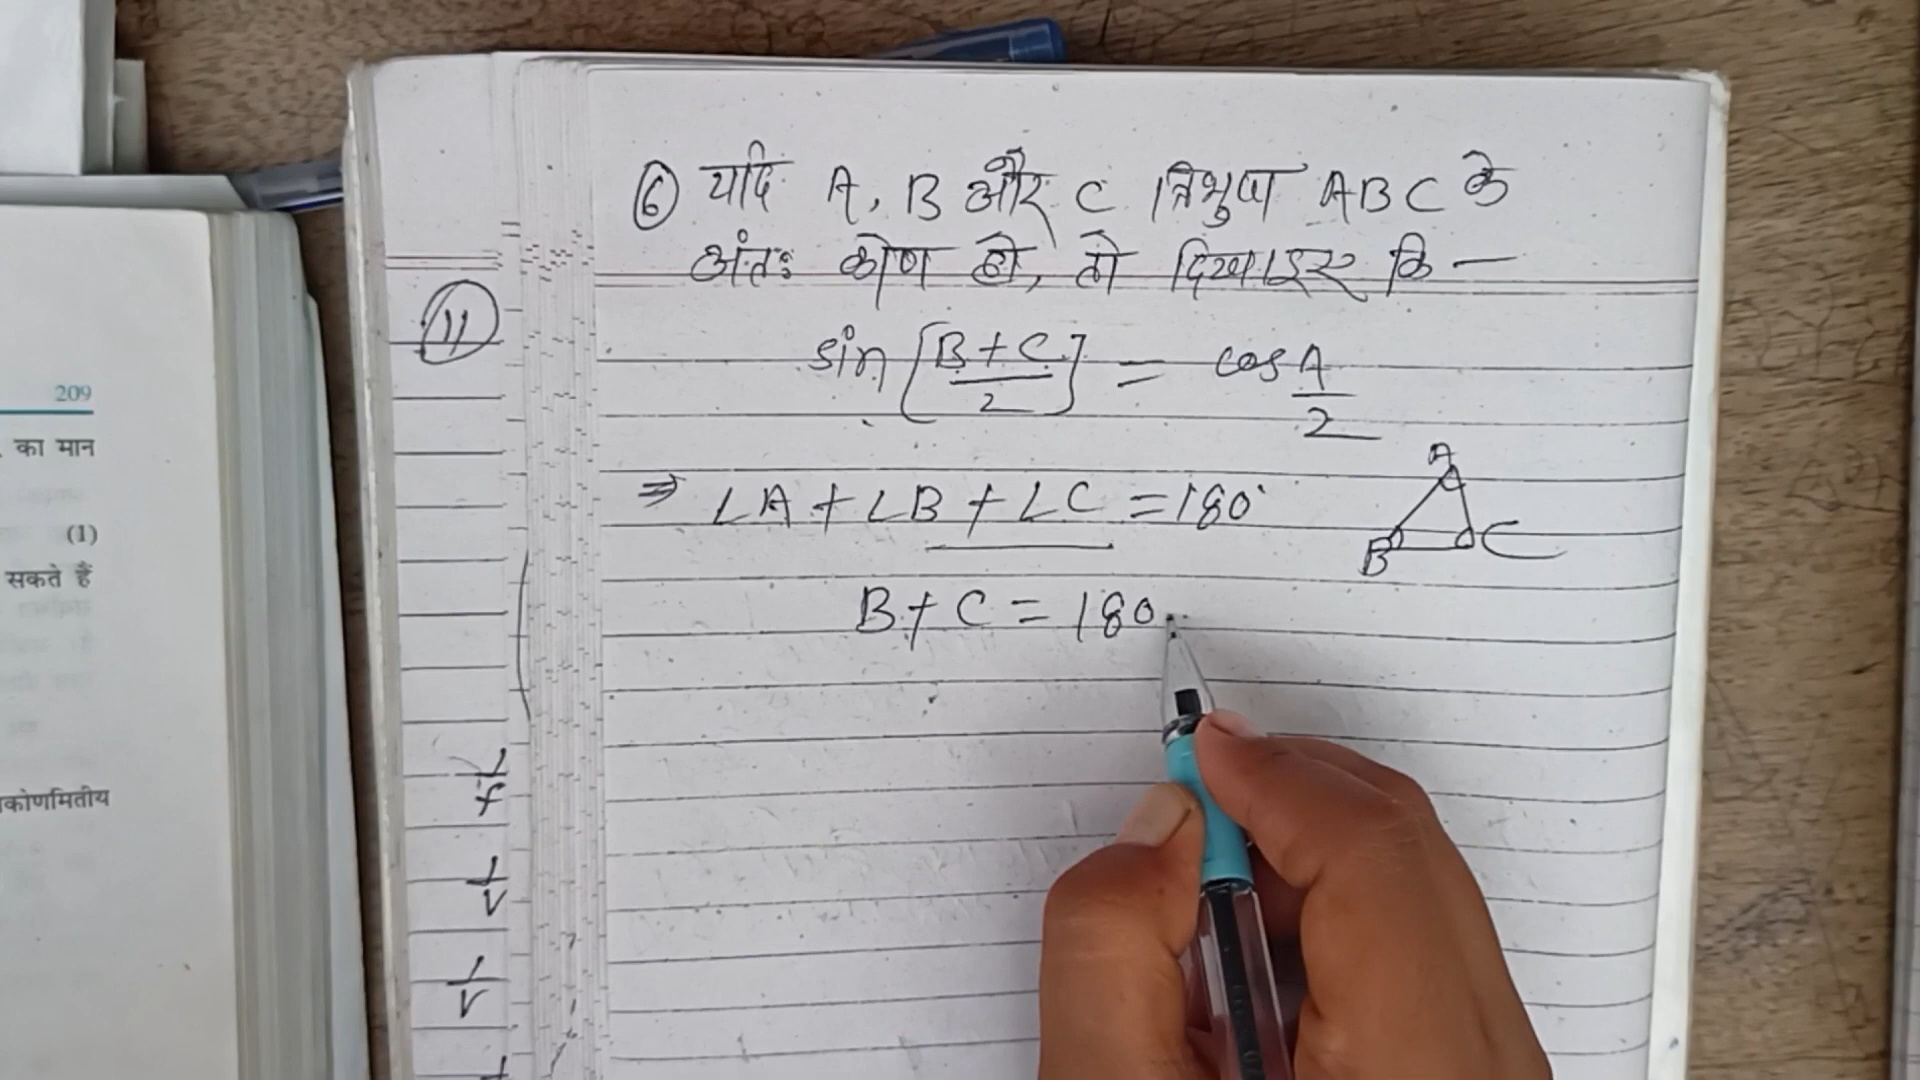 209
का मान
(1)
सकते हैं
कोणमितीय
11
⑥ यदि A, B और C त्रिभुज ABC के
अंतः कोण हो, तो दिखाइए कि —
sin [B+C/2] = cos A/2
⇒ ∠A + ∠B + ∠C = 180°
A
B C
B + C = 180